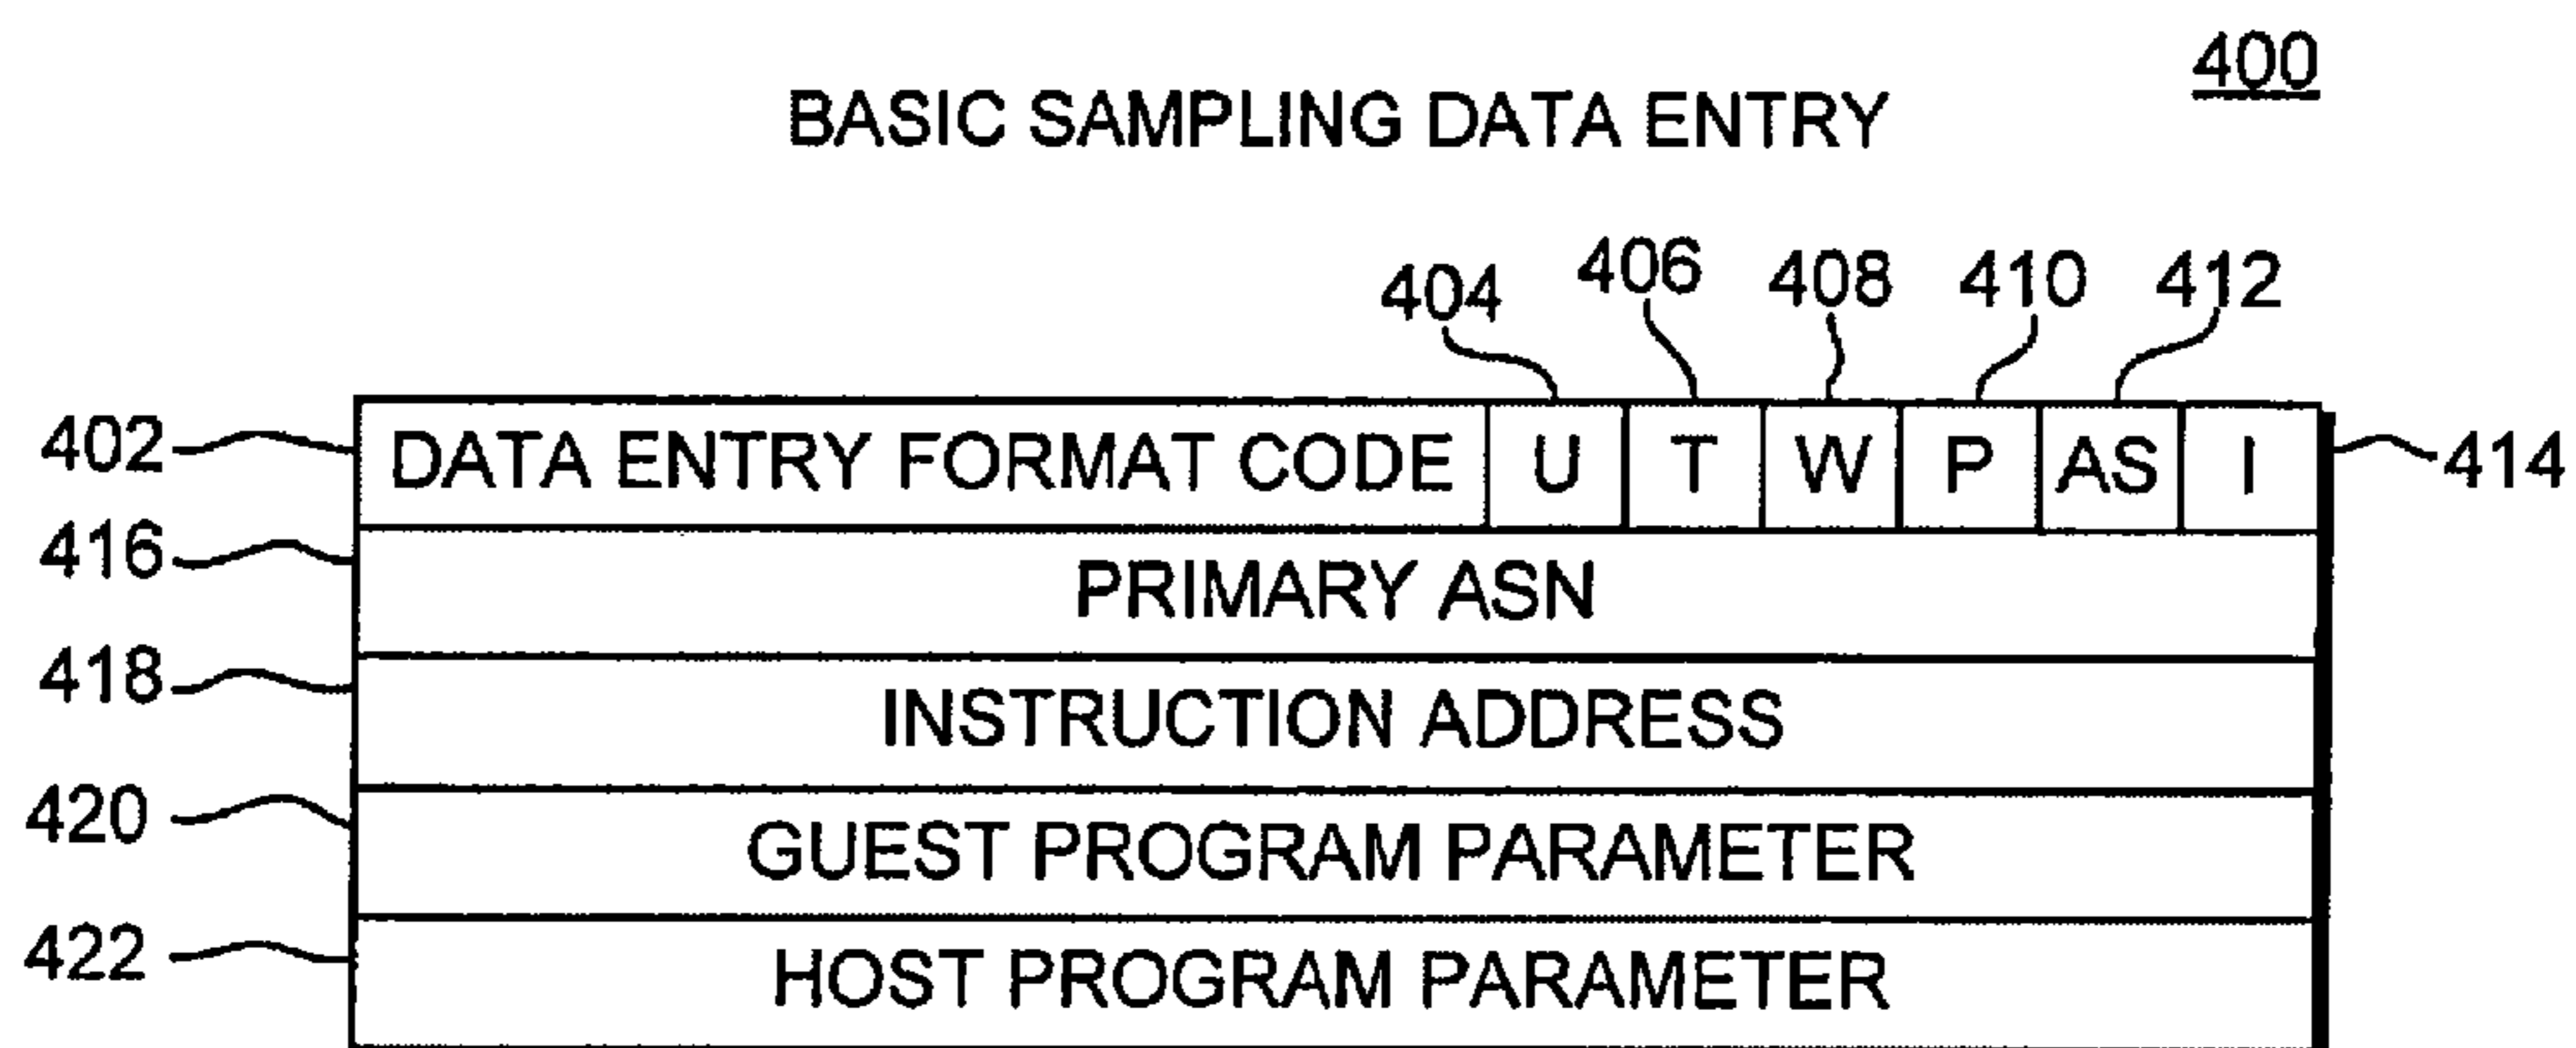 400
BASIC SAMPLING DATA ENTRY
404 406 408 410 412
402 DATA ENTRY FORMAT CODE U T W P AS I 414
416 PRIMARY ASN
418 INSTRUCTION ADDRESS
420 GUEST PROGRAM PARAMETER
422 HOST PROGRAM PARAMETER